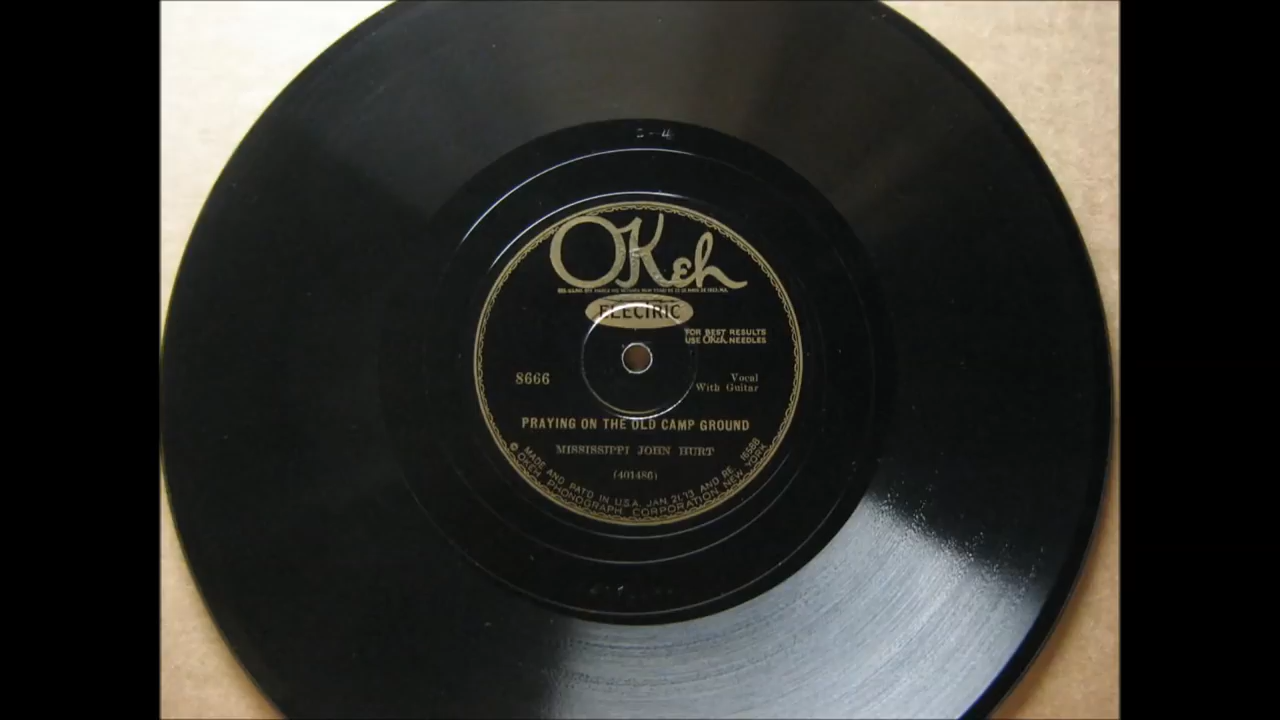 OKeh
ELECTRIC
FOR BEST RESULTS
USE OKeh NEEDLES
8666
Vocal
With Guitar
PRAYING ON THE OLD CAMP GROUND
MISSISSIPPI JOHN HURT
(401486)
MADE AND PAT'D IN U.S.A. JAN. 21,'13 AND RE. 16588
© OKEH PHONOGRAPH CORPORATION, NEW YORK